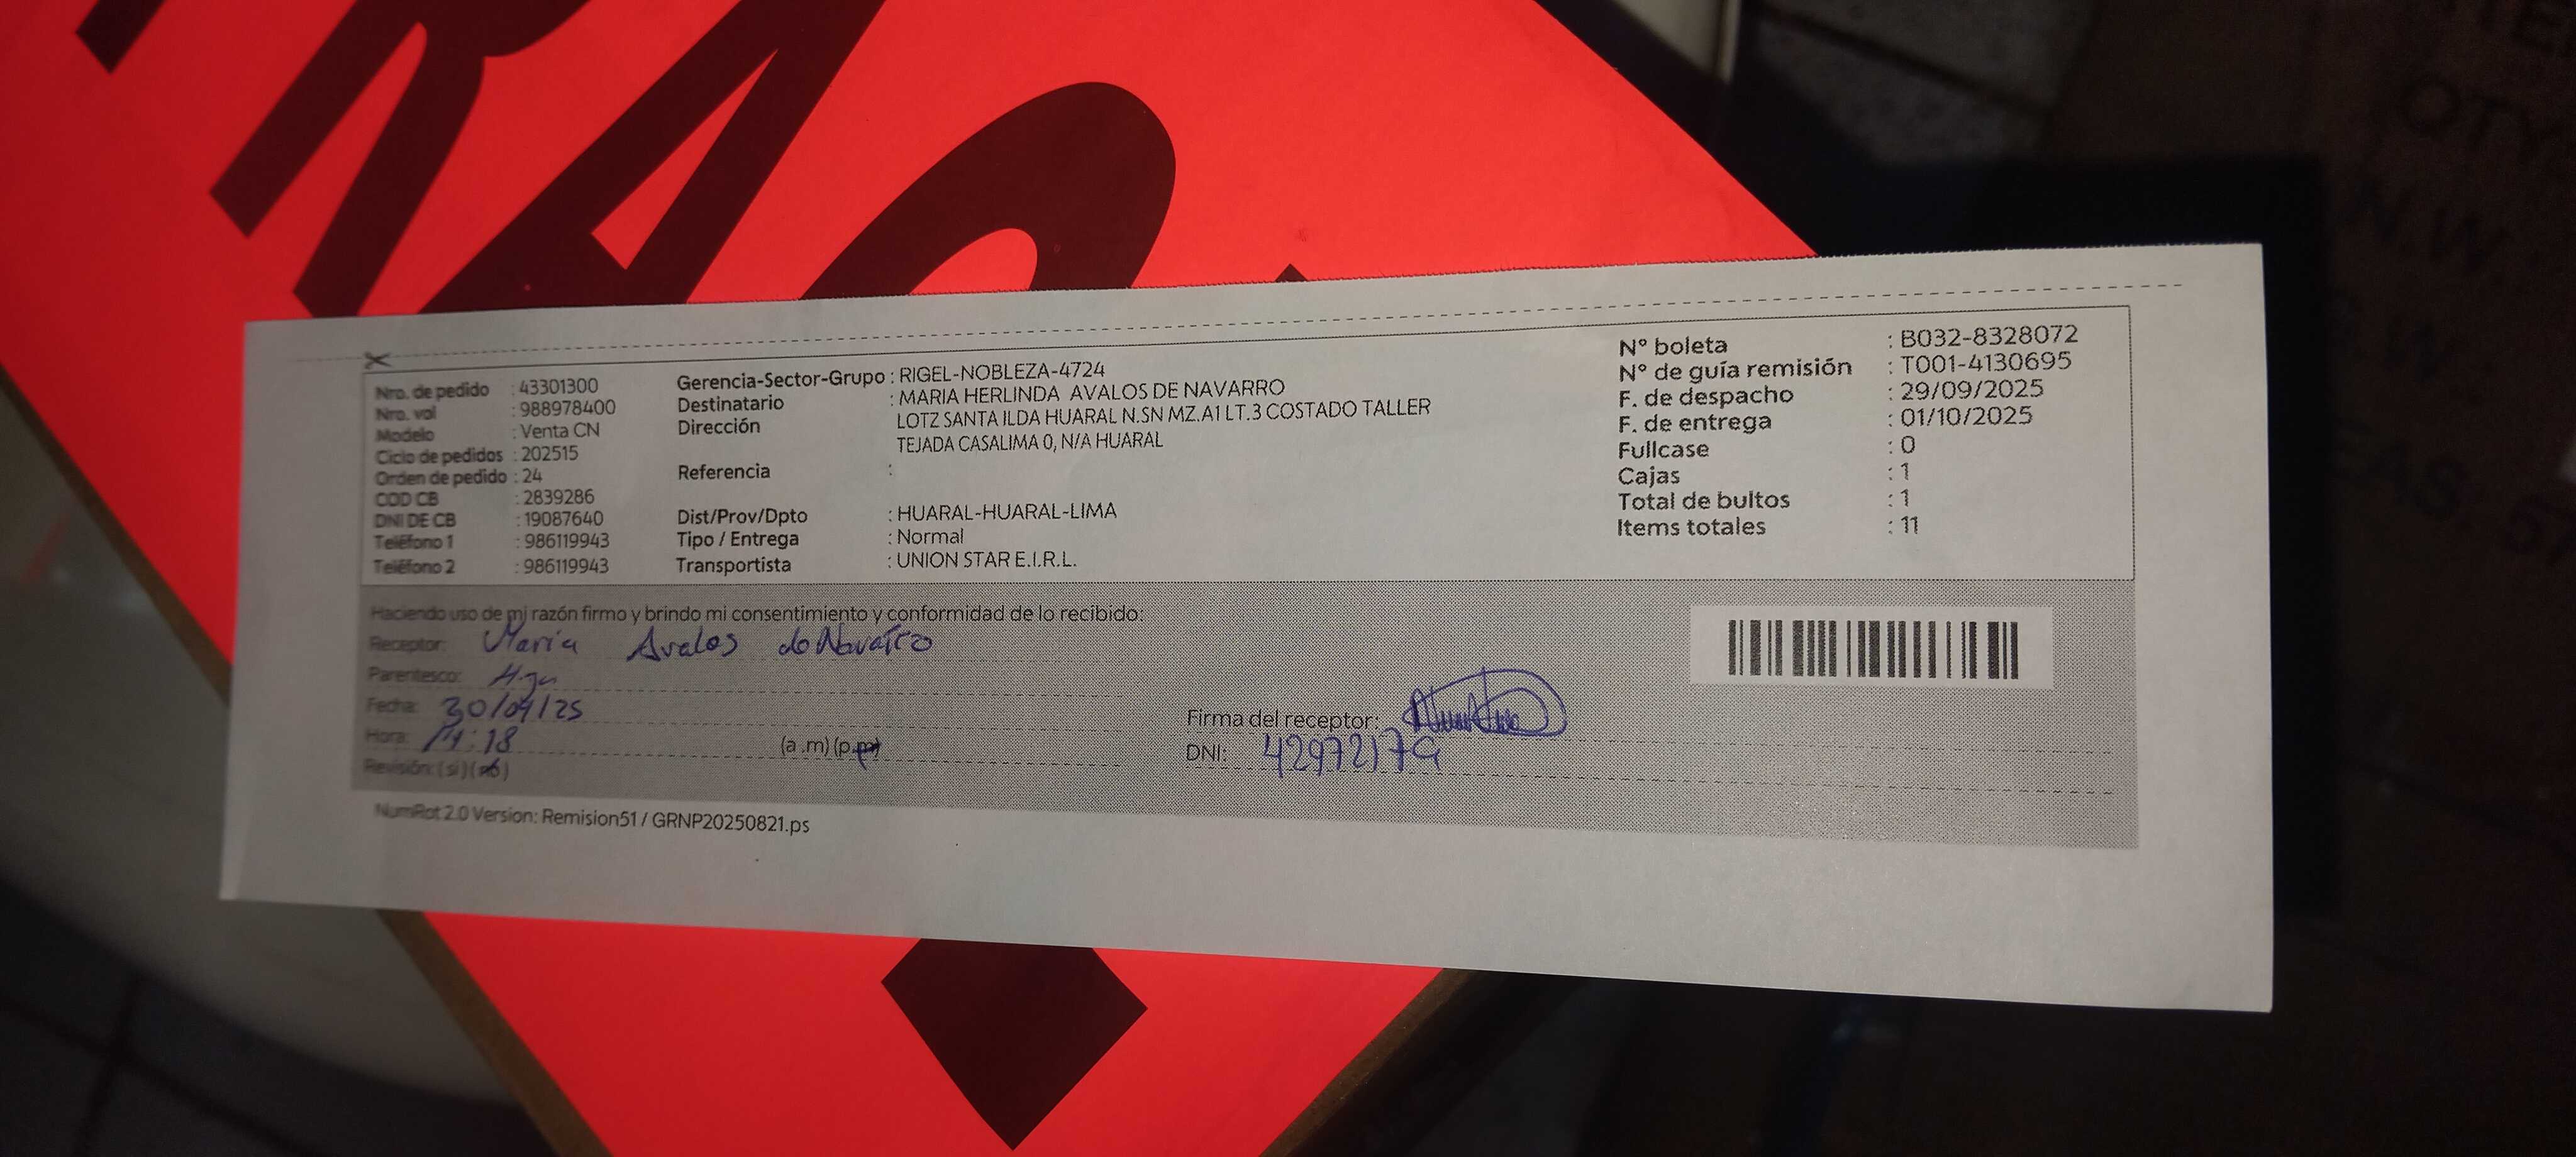 Nro. de pedido : 43301300
Nro. vol : 988978400
Modelo : Venta CN
Ciclo de pedidos : 202515
Orden de pedido : 24
COD CB : 2839286
DNI DE CB : 19087640
Teléfono 1 : 986119943
Teléfono 2 : 986119943
Gerencia-Sector-Grupo : RIGEL-NOBLEZA-4724
Destinatario : MARIA HERLINDA AVALOS DE NAVARRO
Dirección LOTZ SANTA ILDA HUARAL N.SN MZ.A1 LT.3 COSTADO TALLER
TEJADA CASALIMA 0, N/A HUARAL
Referencia :
Dist/Prov/Dpto : HUARAL-HUARAL-LIMA
Tipo / Entrega : Normal
Transportista : UNION STAR E.I.R.L.
N° boleta : B032-8328072
N° de guía remisión : T001-4130695
F. de despacho : 29/09/2025
F. de entrega : 01/10/2025
Fullcase : 0
Cajas : 1
Total de bultos : 1
Items totales : 11
Haciendo uso de mi razón firmo y brindo mi consentimiento y conformidad de lo recibido:
Receptor: Maria Avalos de Navarro
Parentesco:
Fecha: 30/09/25
Hora: 14:18 (a .m) (p.m)
Revisión: (si) (no)
Firma del receptor:
DNI: 42972179
NumRot 2.0 Version: Remision51 / GRNP20250821.ps